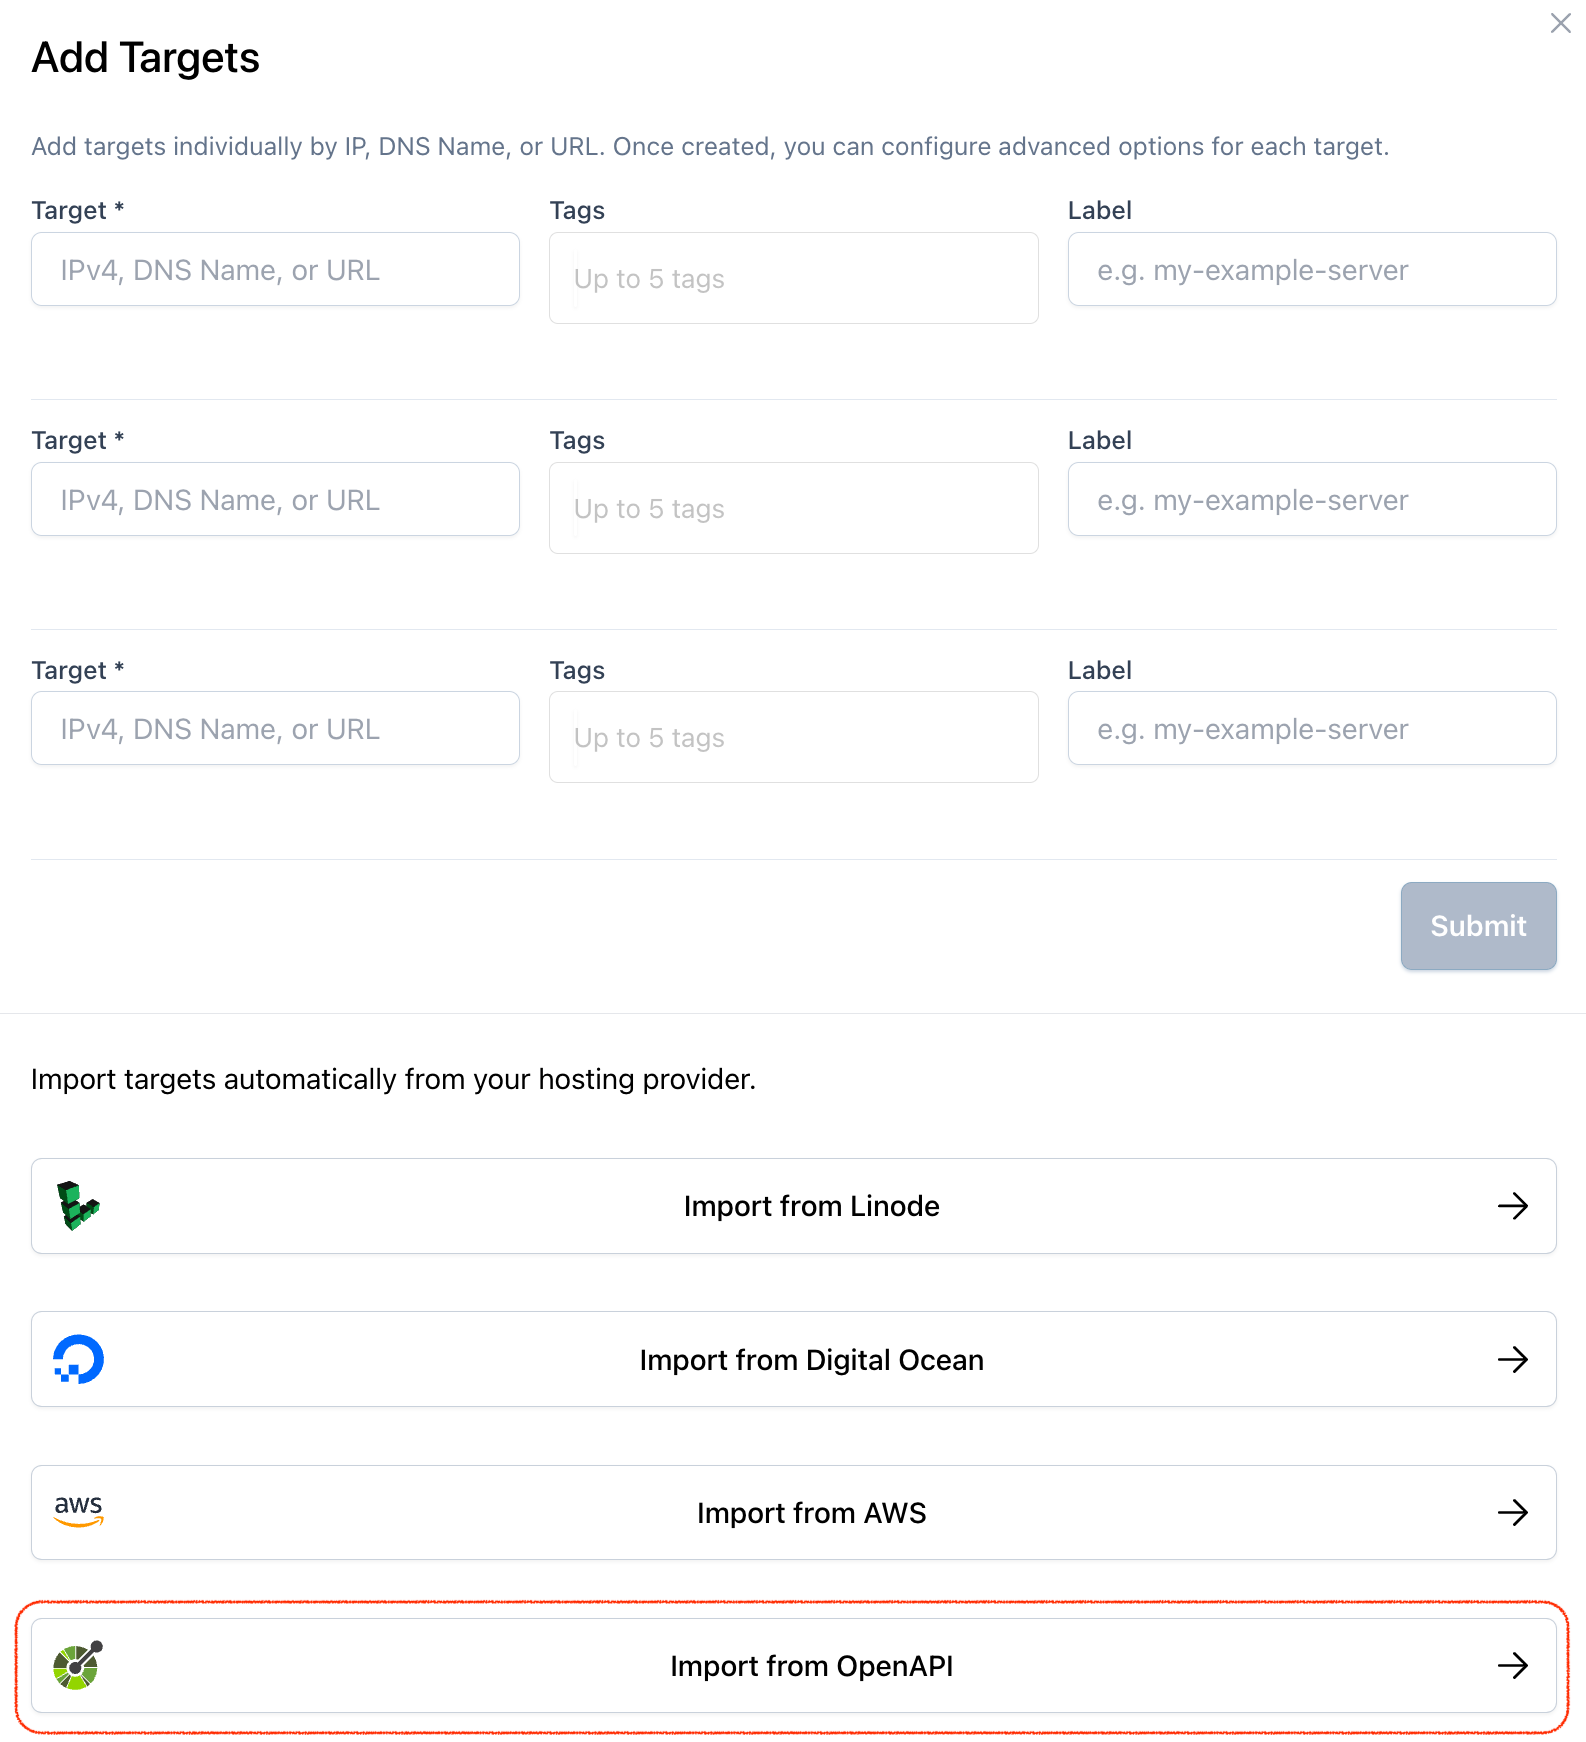 Add Targets
Add targets individually by IP, DNS Name, or URL. Once created, you can configure advanced options for each target.
Target * Tags Label
IPv4, DNS Name, or URL Up to 5 tags e.g. my-example-server
Target * Tags Label
IPv4, DNS Name, or URL Up to 5 tags e.g. my-example-server
Target * Tags Label
IPv4, DNS Name, or URL Up to 5 tags e.g. my-example-server
Submit
Import targets automatically from your hosting provider.
Import from Linode
Import from Digital Ocean
aws Import from AWS
Import from OpenAPI